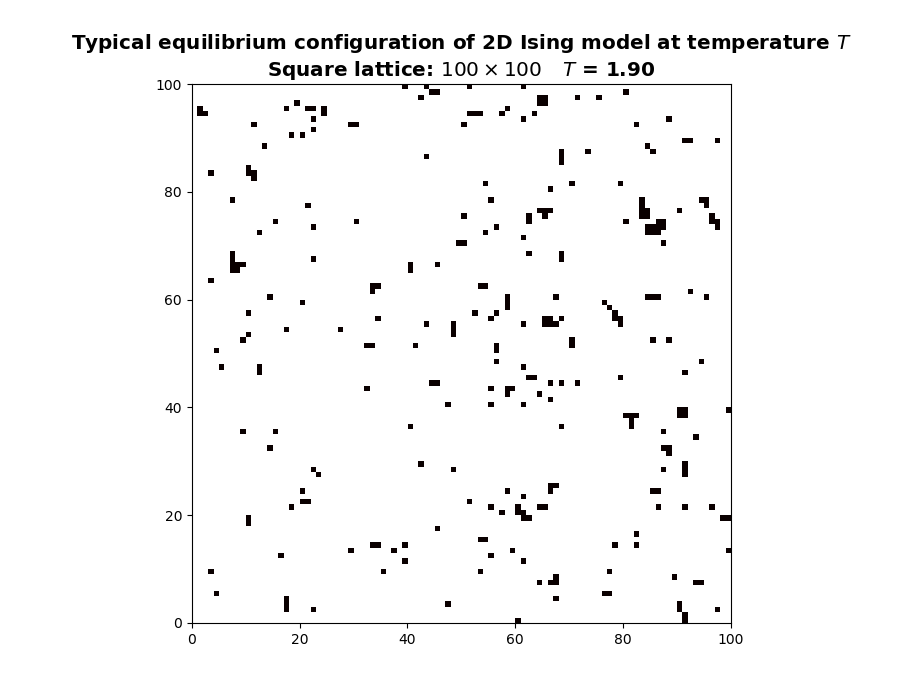 Typical equilibrium configuration of 2D Ising model at temperature T
Square lattice: 100 × 100 T = 1.90
100
80
60
40
20
0
0 20 40 60 80 100